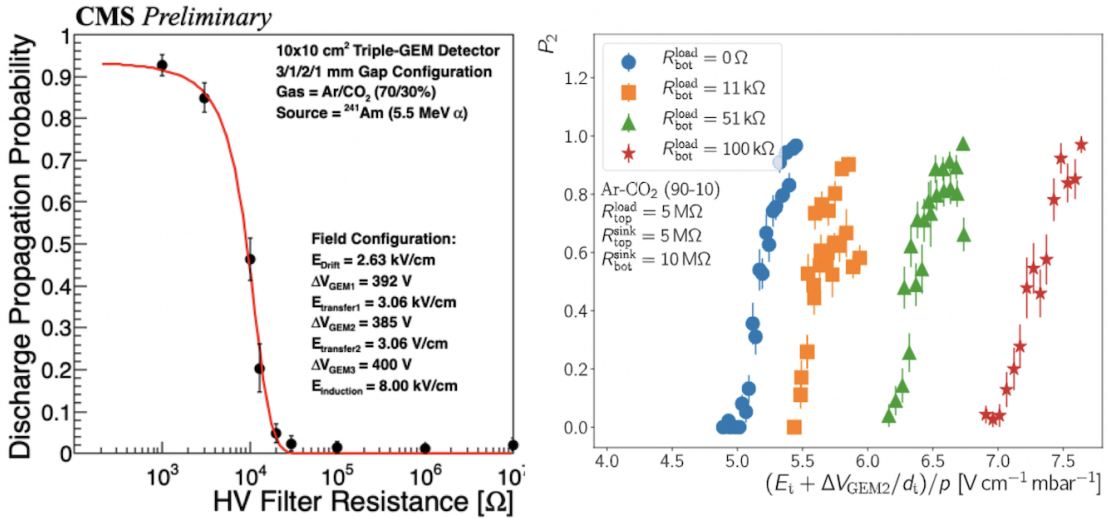 CMS Preliminary
Discharge Propagation Probability
1
0.9
0.8
0.7
0.6
0.5
0.4
0.3
0.2
0.1
0
10x10 cm² Triple-GEM Detector
3/1/2/1 mm Gap Configuration
Gas = Ar/CO₂ (70/30%)
Source = ²⁴¹Am (5.5 MeV α)
Field Configuration:
E_Drift = 2.63 kV/cm
ΔV_GEM1 = 392 V
E_transfer1 = 3.06 kV/cm
ΔV_GEM2 = 385 V
E_transfer2 = 3.06 V/cm
ΔV_GEM3 = 400 V
E_induction = 8.00 kV/cm
10³ 10⁴ 10⁵ 10⁶ 10⁷
HV Filter Resistance [Ω]
P₂
1.2
1.0
0.8
0.6
0.4
0.2
0.0
R_bot^load = 0 Ω
R_bot^load = 11 kΩ
R_bot^load = 51 kΩ
R_bot^load = 100 kΩ
Ar-CO₂ (90-10)
R_top^load = 5 MΩ
R_top^sink = 5 MΩ
R_bot^sink = 10 MΩ
4.0 4.5 5.0 5.5 6.0 6.5 7.0 7.5
(E_t + ΔV_GEM2/d_t)/p [V cm⁻¹ mbar⁻¹]